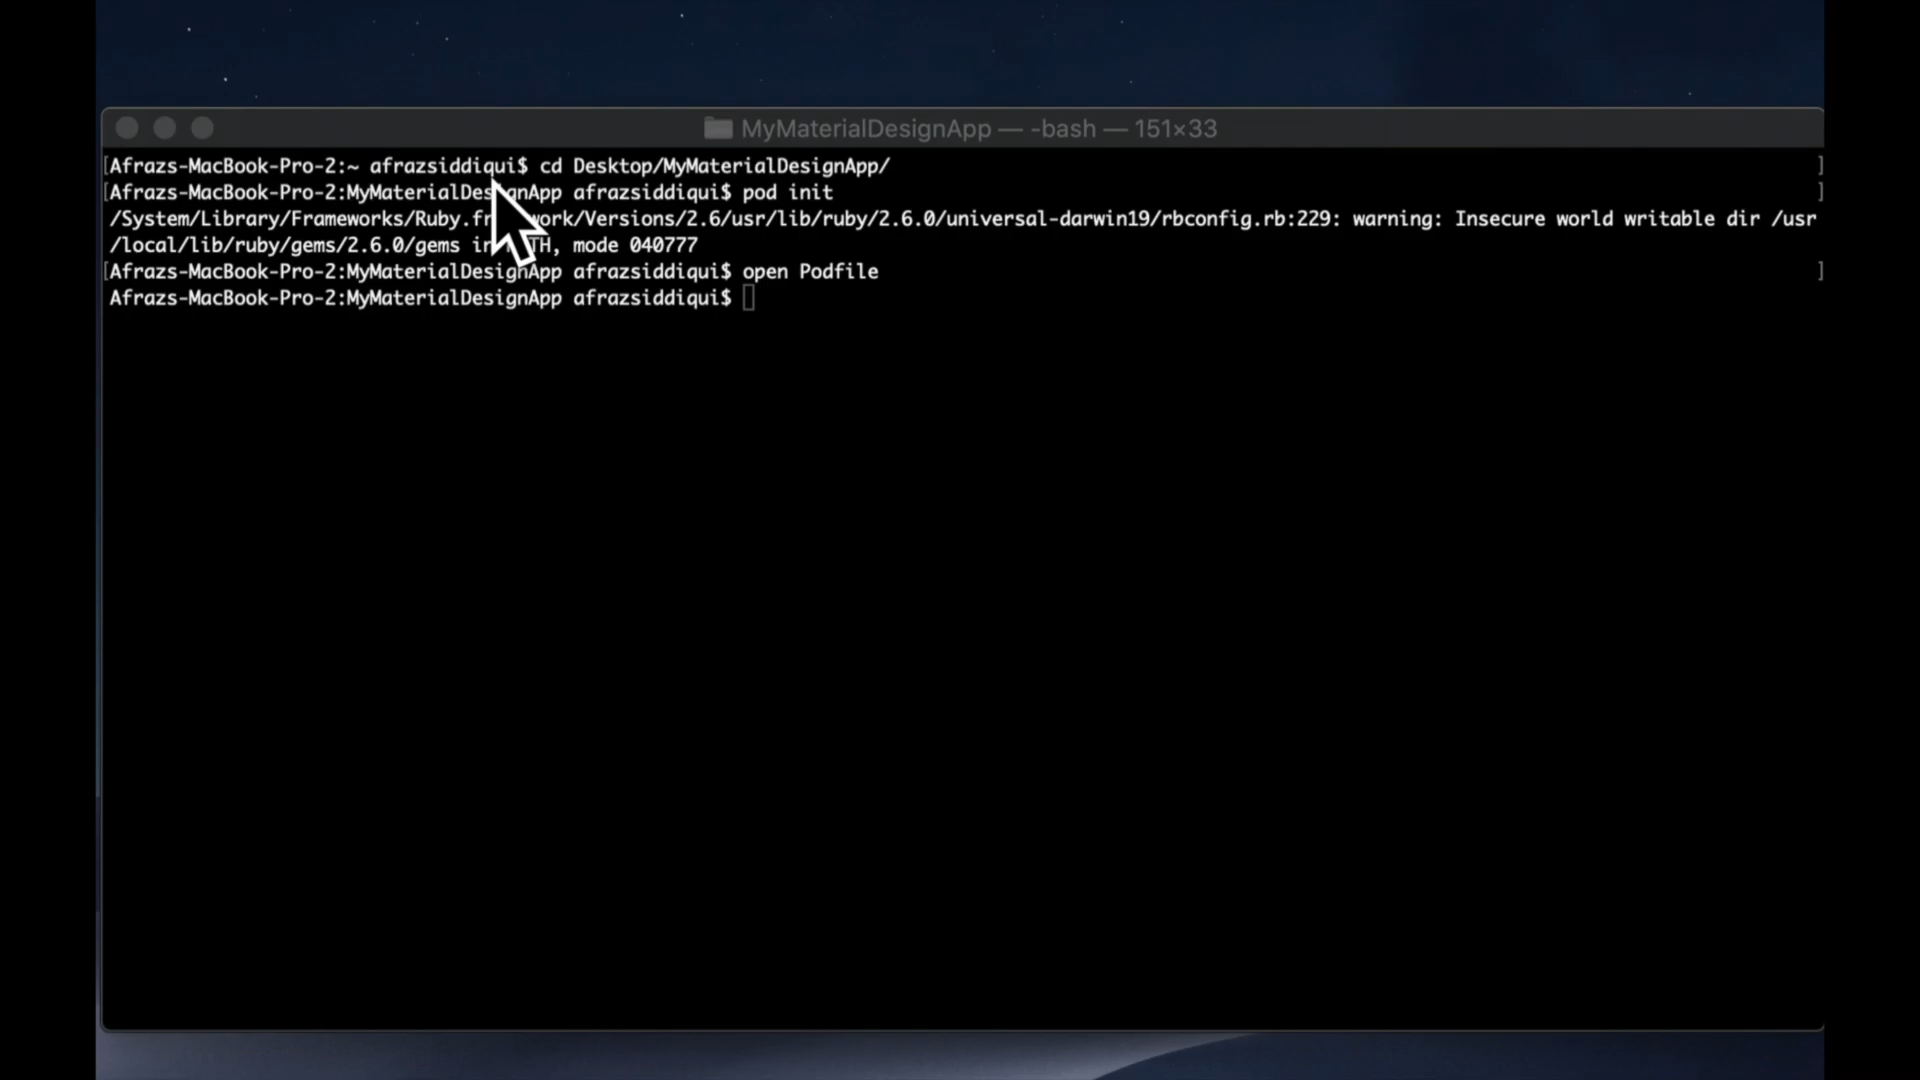 MyMaterialDesignApp — -bash — 151×33
[Afrazs-MacBook-Pro-2:~ afrazsiddiqui$ cd Desktop/MyMaterialDesignApp/ ]
[Afrazs-MacBook-Pro-2:MyMaterialDesignApp afrazsiddiqui$ pod init ]
/System/Library/Frameworks/Ruby.framework/Versions/2.6/usr/lib/ruby/2.6.0/universal-darwin19/rbconfig.rb:229: warning: Insecure world writable dir /usr
/local/lib/ruby/gems/2.6.0/gems in PATH, mode 040777
[Afrazs-MacBook-Pro-2:MyMaterialDesignApp afrazsiddiqui$ open Podfile ]
Afrazs-MacBook-Pro-2:MyMaterialDesignApp afrazsiddiqui$